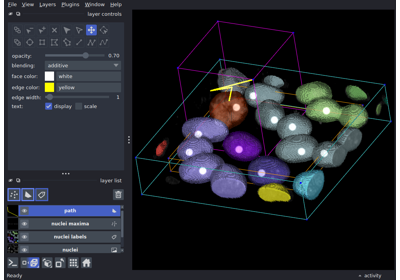 File View Layers Plugins Window Help
layer controls
opacity: 0.70
blending: additive
face color: white
edge color: yellow
edge width: 1
text: display scale
layer list
path
nuclei maxima
nuclei labels
nuclei
Ready activity